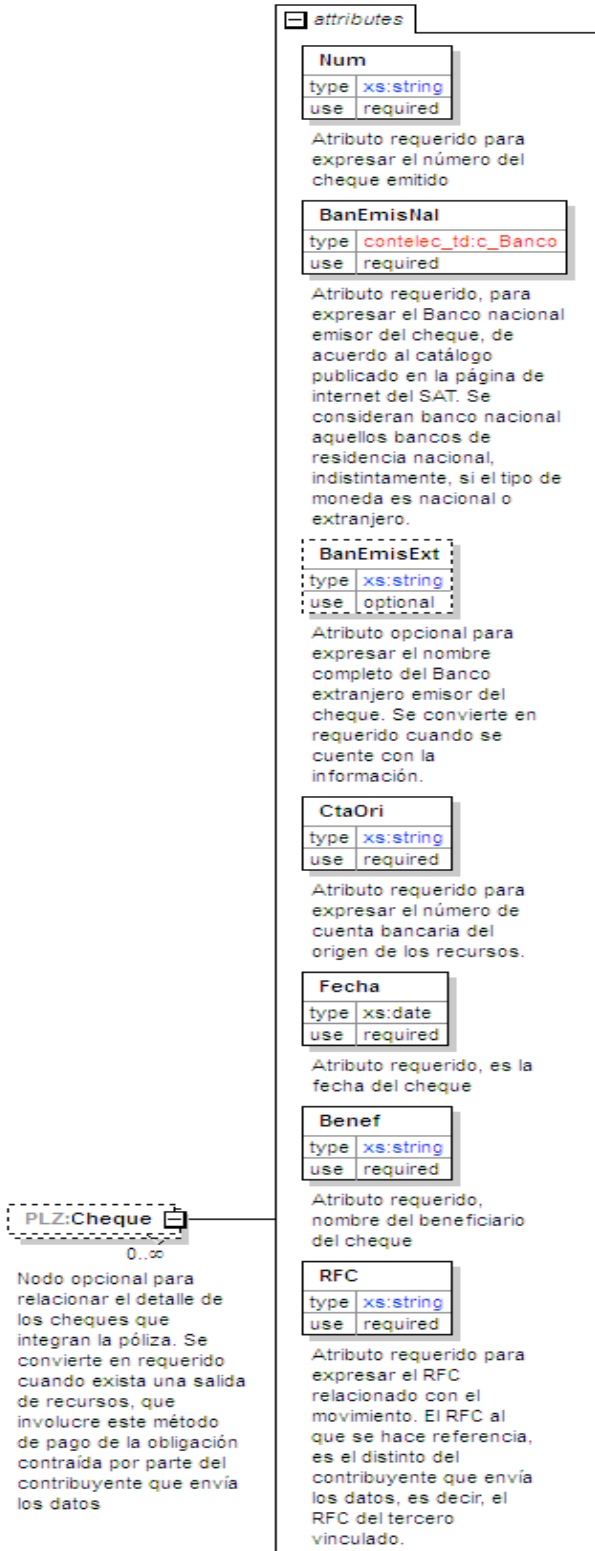 attributes
Num
type xs:string
use required
Atributo requerido para
expresar el número del
cheque emitido
BanEmisNal
type contelec_td:c_Banco
use required
Atributo requerido, para
expresar el Banco nacional
emisor del cheque, de
acuerdo al catálogo
publicado en la página de
internet del SAT. Se
consideran banco nacional
aquellos bancos de
residencia nacional,
indistintamente, si el tipo de
moneda es nacional o
extranjero.
BanEmisExt
type xs:string
use optional
Atributo opcional para
expresar el nombre
completo del Banco
extranjero emisor del
cheque. Se convierte en
requerido cuando se
cuente con la
información.
CtaOri
type xs:string
use required
Atributo requerido para
expresar el número de
cuenta bancaria del
origen de los recursos.
Fecha
type xs:date
use required
Atributo requerido, es la
fecha del cheque
Benef
type xs:string
use required
Atributo requerido,
nombre del beneficiario
del cheque
PLZ:Cheque
0..∞
Nodo opcional para
relacionar el detalle de
los cheques que
integran la póliza. Se
convierte en requerido
cuando exista una salida
de recursos, que
involucre este método
de pago de la obligación
contraída por parte del
contribuyente que envía
los datos
RFC
type xs:string
use required
Atributo requerido para
expresar el RFC
relacionado con el
movimiento. El RFC al
que se hace referencia,
es el distinto del
contribuyente que envía
los datos, es decir, el
RFC del tercero
vinculado.